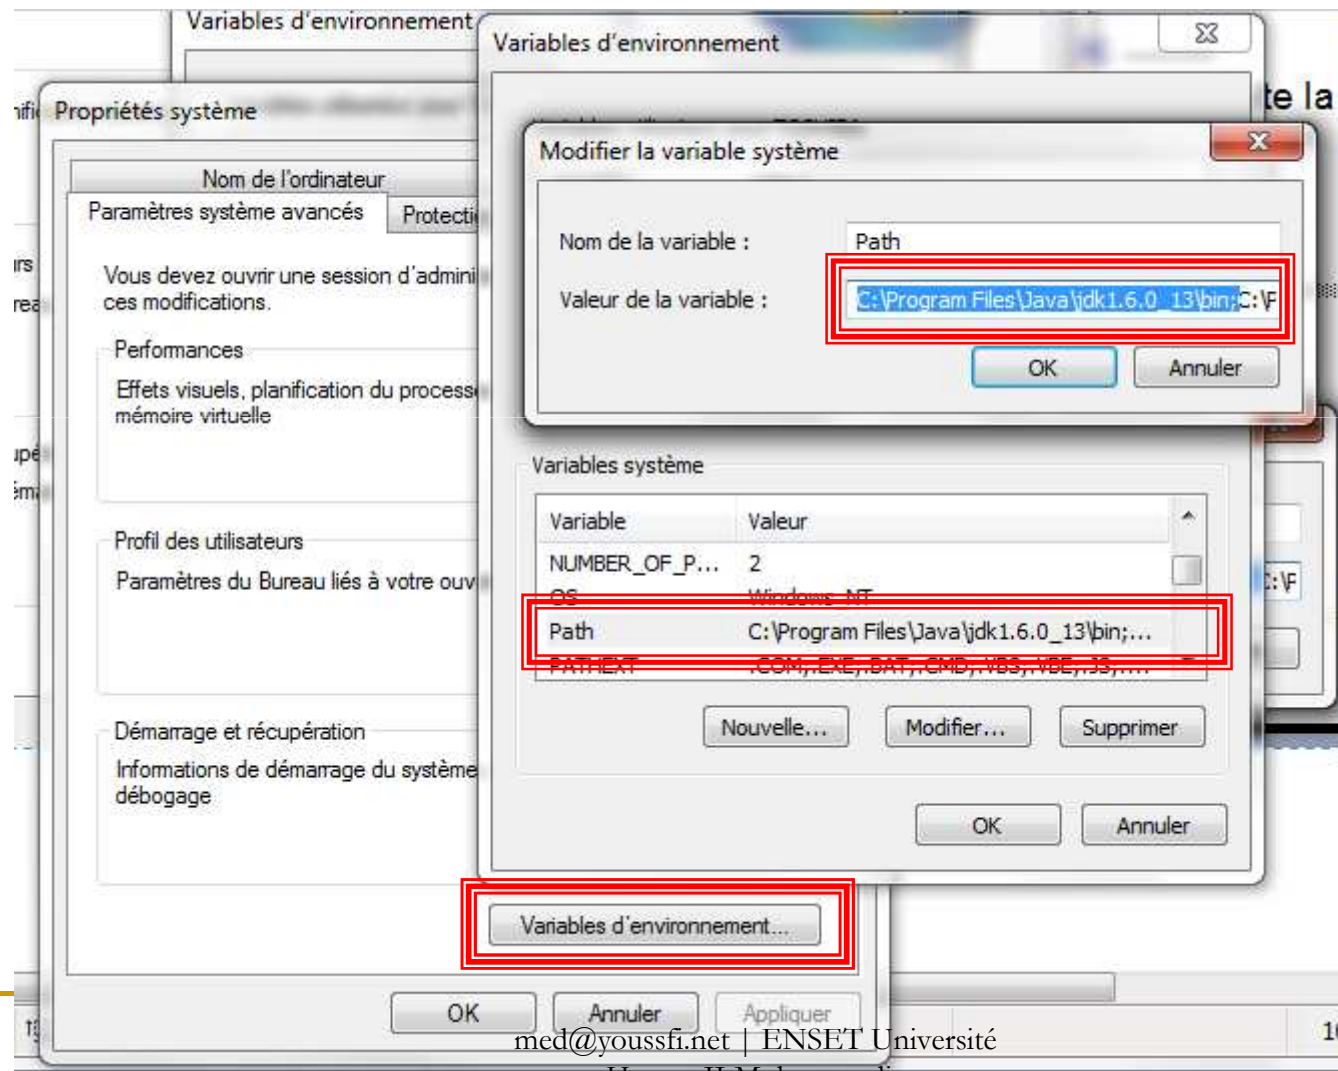 Variables d'environnement
Variables d'environnement
te la
Propriétés système
Modifier la variable système
Nom de l'ordinateur
Paramètres système avancés
Protecti
Nom de la variable :
Path
Vous devez ouvrir une session d'admini
ces modifications.
Valeur de la variable :
C:\Program Files\Java\jdk1.6.0_13\bin;C:\F
OK
Annuler
Performances
Effets visuels, planification du process
mémoire virtuelle
Variables système
Variable
Valeur
NUMBER_OF_P...
2
OS
Windows_NT
Path
C:\Program Files\Java\jdk1.6.0_13\bin;...
PATHEXT
.COM;.EXE;.BAT;.CMD;.VBS;.VBE;.JS;....
Profil des utilisateurs
Paramètres du Bureau liés à votre ouv
C:\F
Nouvelle...
Modifier...
Supprimer
Démarrage et récupération
Informations de démarrage du système
débogage
OK
Annuler
Variables d'environnement...
OK
Annuler
Appliquer
med@youssfi.net | ENSET Université